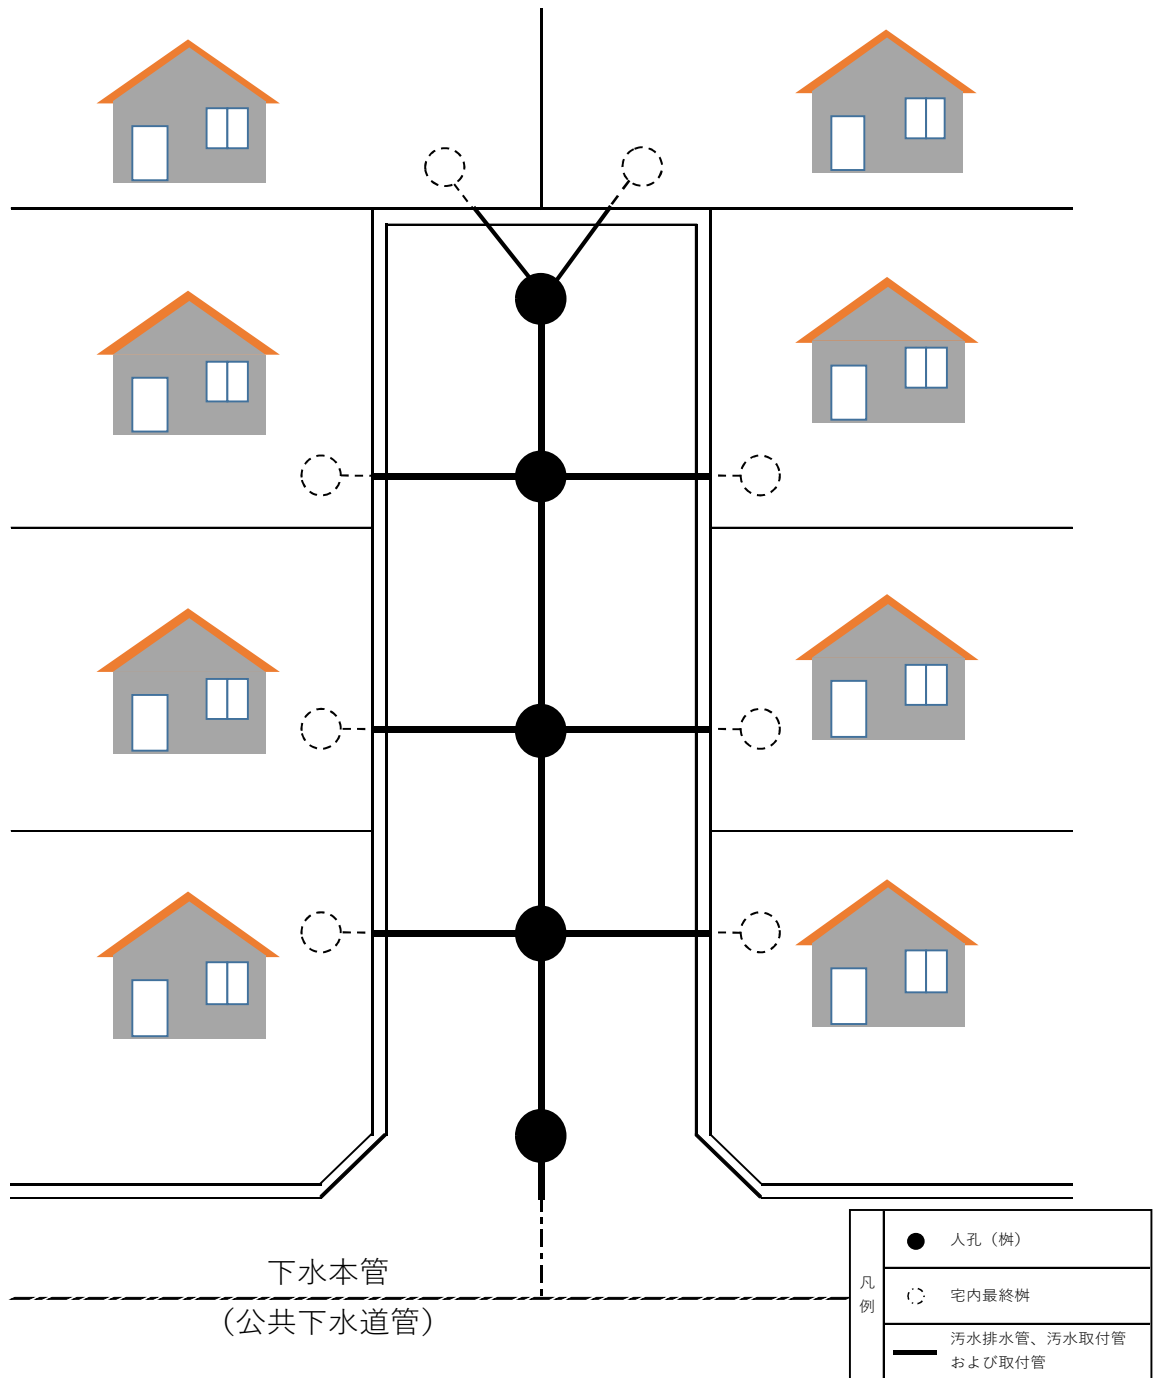 下水本管
（公共下水道管）
凡例
人孔（桝）
宅内最終桝
汚水排水管、汚水取付管
および取付管